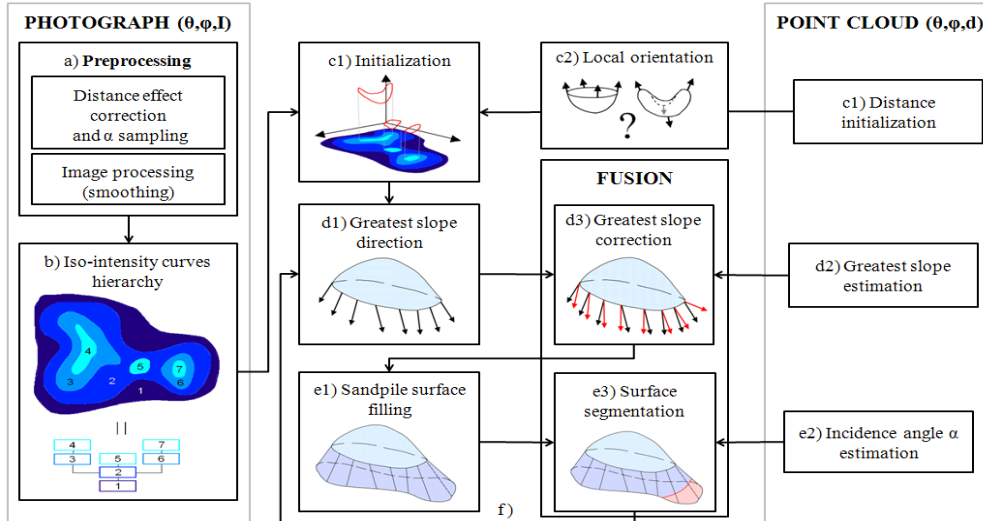 PHOTOGRAPH (θ,φ,I)
a) Preprocessing
Distance effect
correction
and α sampling
Image processing
(smoothing)
b) Iso-intensity curves
hierarchy
4
5
7
3
2
6
1
||
4
7
3
5
6
2
1
c1) Initialization
c2) Local orientation
?
FUSION
d1) Greatest slope
direction
d3) Greatest slope
correction
e1) Sandpile surface
filling
e3) Surface
segmentation
f)
POINT CLOUD (θ,φ,d)
c1) Distance
initialization
d2) Greatest slope
estimation
e2) Incidence angle α
estimation